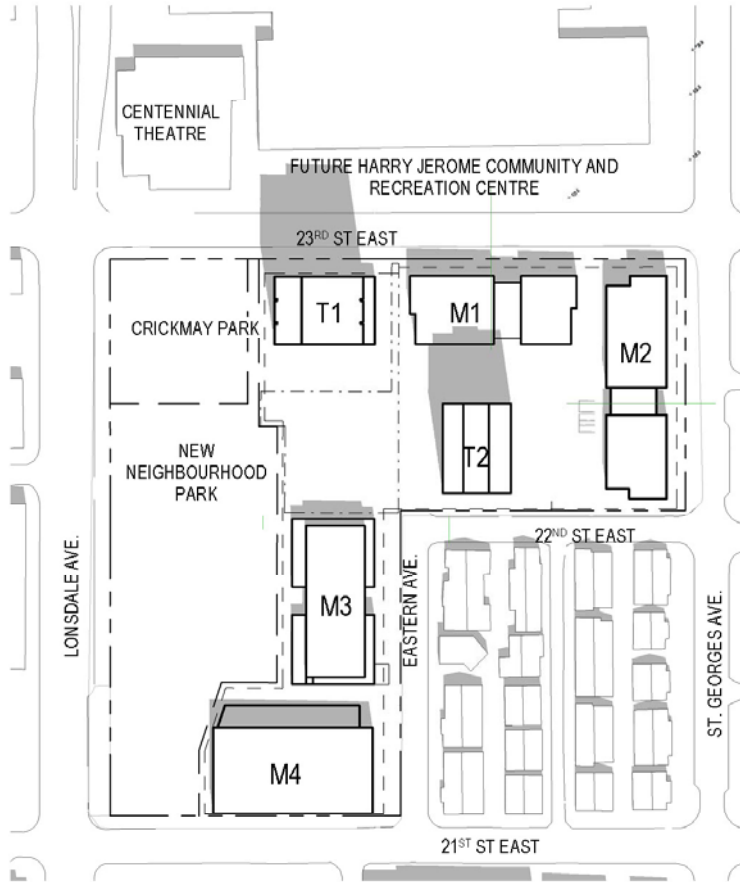 CENTENNIAL
THEATRE
FUTURE HARRY JEROME COMMUNITY AND
RECREATION CENTRE
23RD ST EAST
CRICKMAY PARK
T1
M1
M2
NEW
NEIGHBOURHOOD
PARK
T2
22ND ST EAST
LONSDALE AVE.
M3
EASTERN AVE.
ST. GEORGES AVE.
M4
21ST ST EAST